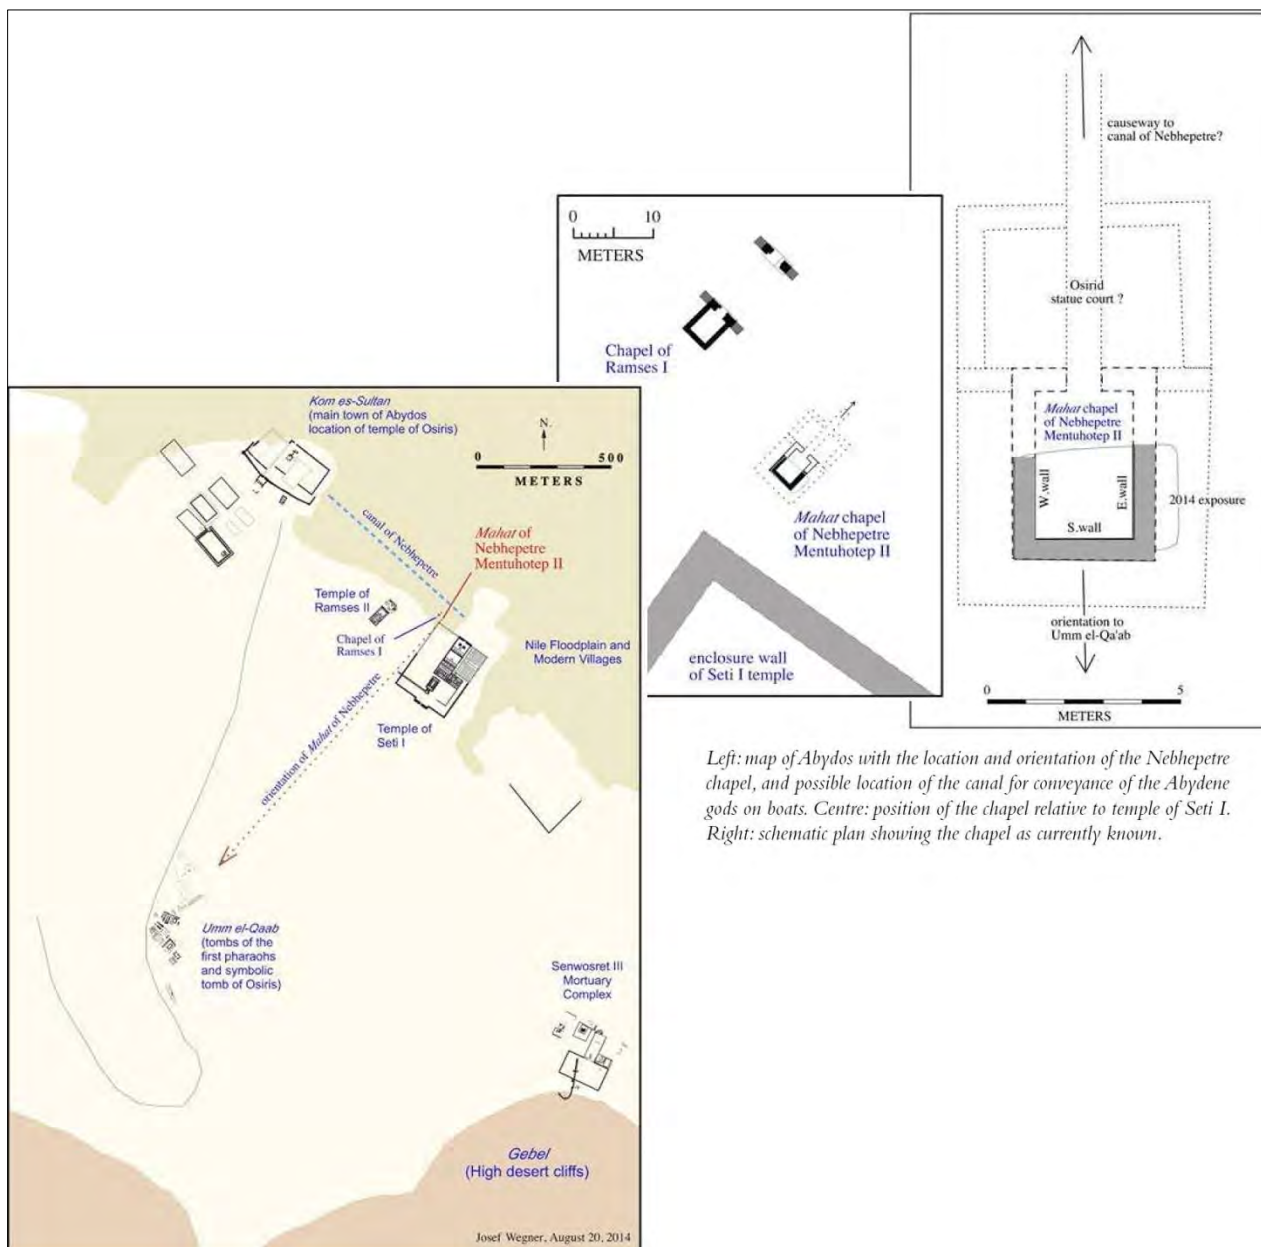 Kom es-Sultan
(main town of Abydos
location of temple of Osiris)
N.
0 500
METERS
canal of Nebhepetre
Mahat of
Nebhepetre
Mentuhotep II
Temple of
Ramses II
Chapel of
Ramses I
Nile Floodplain and
Modern Villages
Temple of
Seti I
orientation of Mahat of Nebhepetre
Umm el-Qaab
(tombs of the
first pharaohs
and symbolic
tomb of Osiris)
Senwosret III
Mortuary
Complex
Gebel
(High desert cliffs)
Josef Wegner, August 20, 2014
0 10
METERS
Chapel of
Ramses I
Mahat chapel
of Nebhepetre
Mentuhotep II
enclosure wall
of Seti I temple
causeway to
canal of Nebhepetre?
Osirid
statue court ?
Mahat chapel
of Nebhepetre
Mentuhotep II
W. wall
E. wall
S. wall
2014 exposure
orientation to
Umm el-Qa'ab
0 5
METERS
Left: map of Abydos with the location and orientation of the Nebhepetre
chapel, and possible location of the canal for conveyance of the Abydene
gods on boats. Centre: position of the chapel relative to temple of Seti I.
Right: schematic plan showing the chapel as currently known.